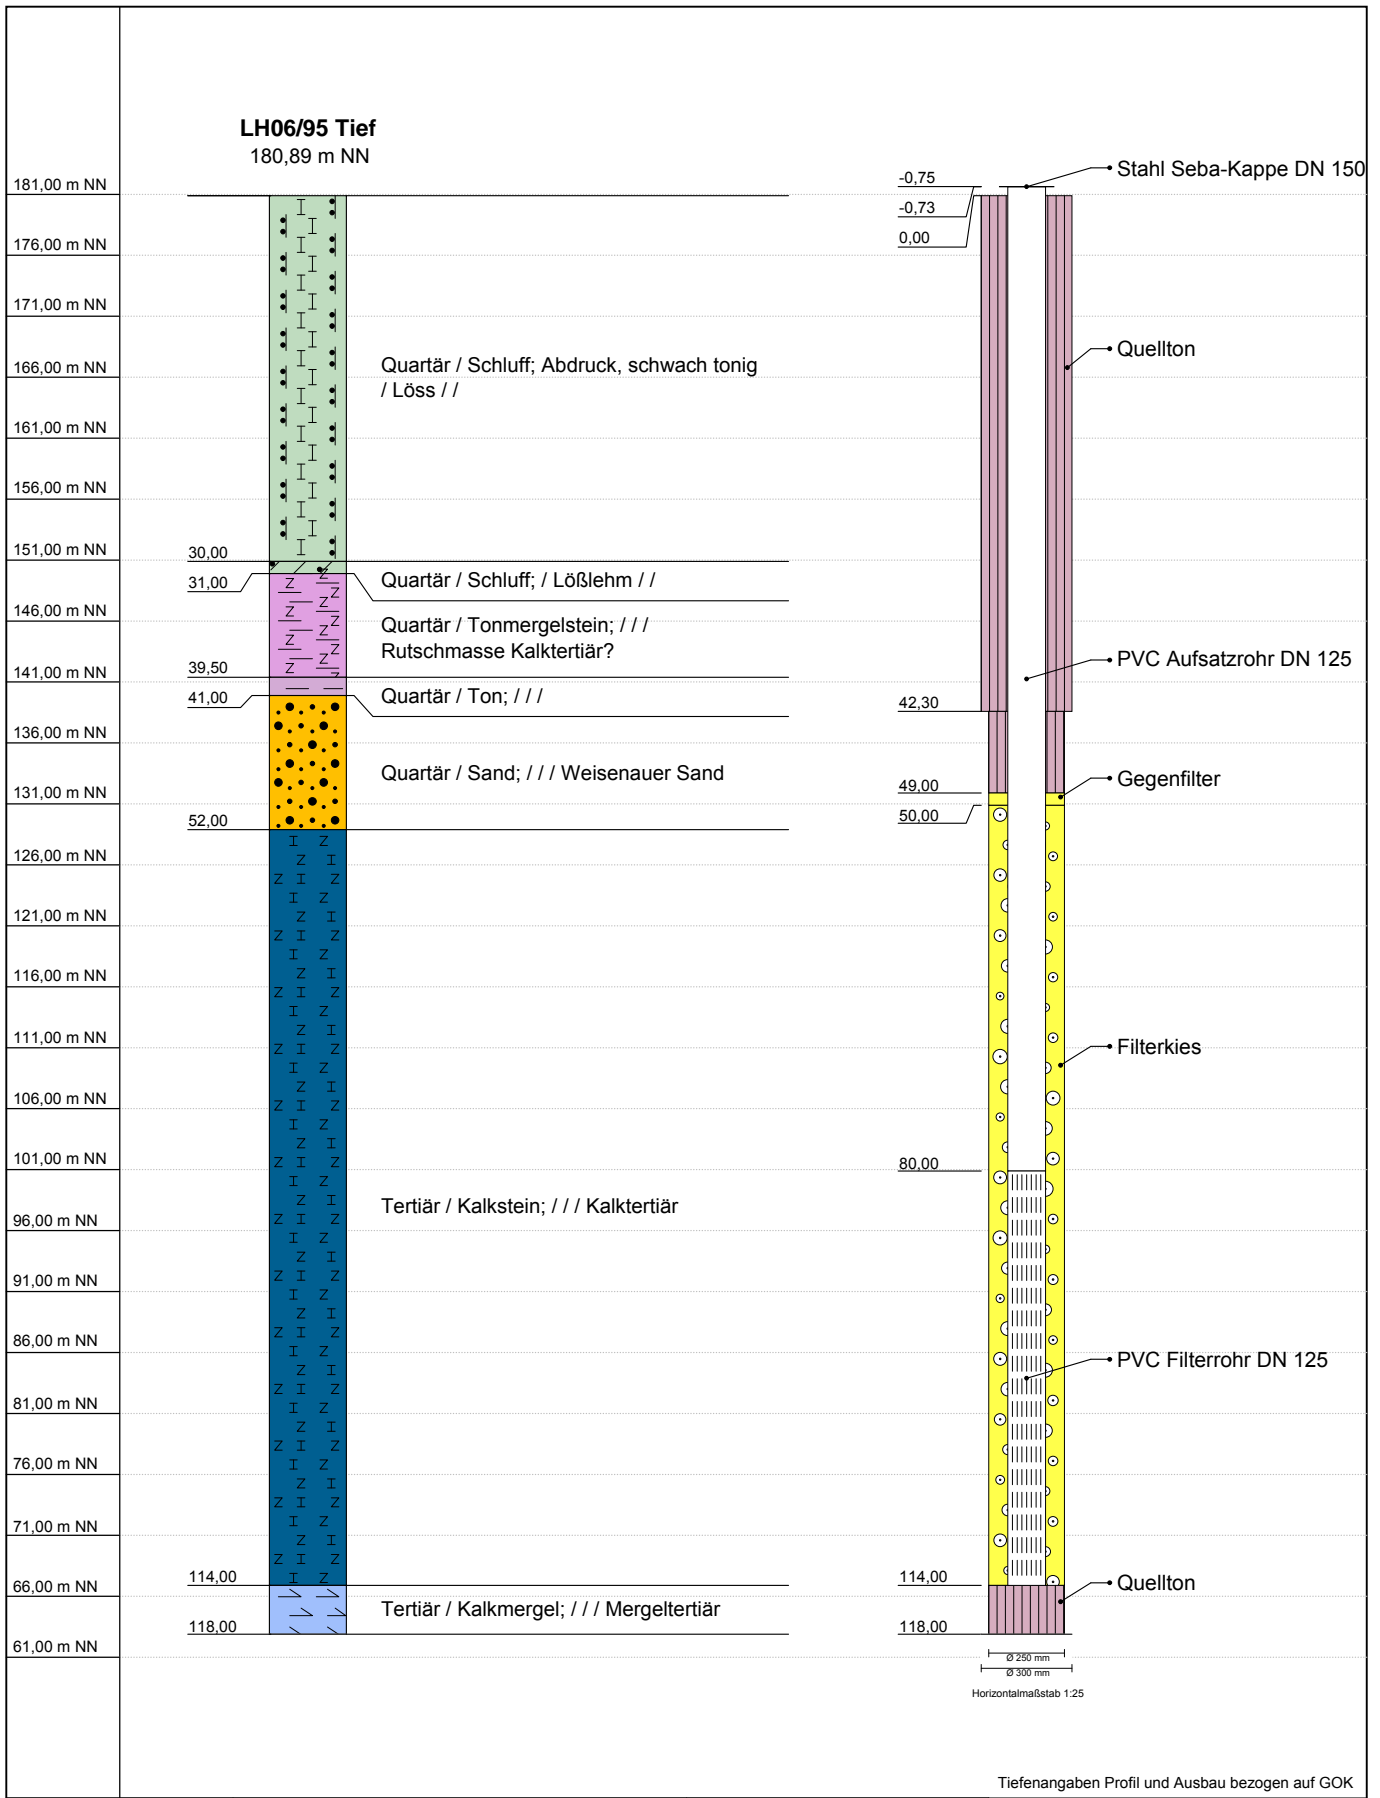 LH06/95 Tief
180,89 m NN
181,00 m NN
176,00 m NN
171,00 m NN
166,00 m NN
161,00 m NN
156,00 m NN
151,00 m NN
146,00 m NN
141,00 m NN
136,00 m NN
131,00 m NN
126,00 m NN
121,00 m NN
116,00 m NN
111,00 m NN
106,00 m NN
101,00 m NN
96,00 m NN
91,00 m NN
86,00 m NN
81,00 m NN
76,00 m NN
71,00 m NN
66,00 m NN
61,00 m NN
30,00
31,00
39,50
41,00
52,00
114,00
118,00
Quartär / Schluff; Abdruck, schwach tonig
/ Löss / /
Quartär / Schluff; / Lößlehm / /
Quartär / Tonmergelstein; / / /
Rutschmasse Kalktertiär?
Quartär / Ton; / / /
Quartär / Sand; / / / Weisenauer Sand
Tertiär / Kalkstein; / / / Kalktertiär
Tertiär / Kalkmergel; / / / Mergeltertiär
-0,75
-0,73
0,00
42,30
49,00
50,00
80,00
114,00
118,00
Stahl Seba-Kappe DN 150
Quellton
PVC Aufsatzrohr DN 125
Gegenfilter
Filterkies
PVC Filterrohr DN 125
Quellton
Ø 250 mm
Ø 300 mm
Horizontalmaßstab 1:25
Tiefenangaben Profil und Ausbau bezogen auf GOK